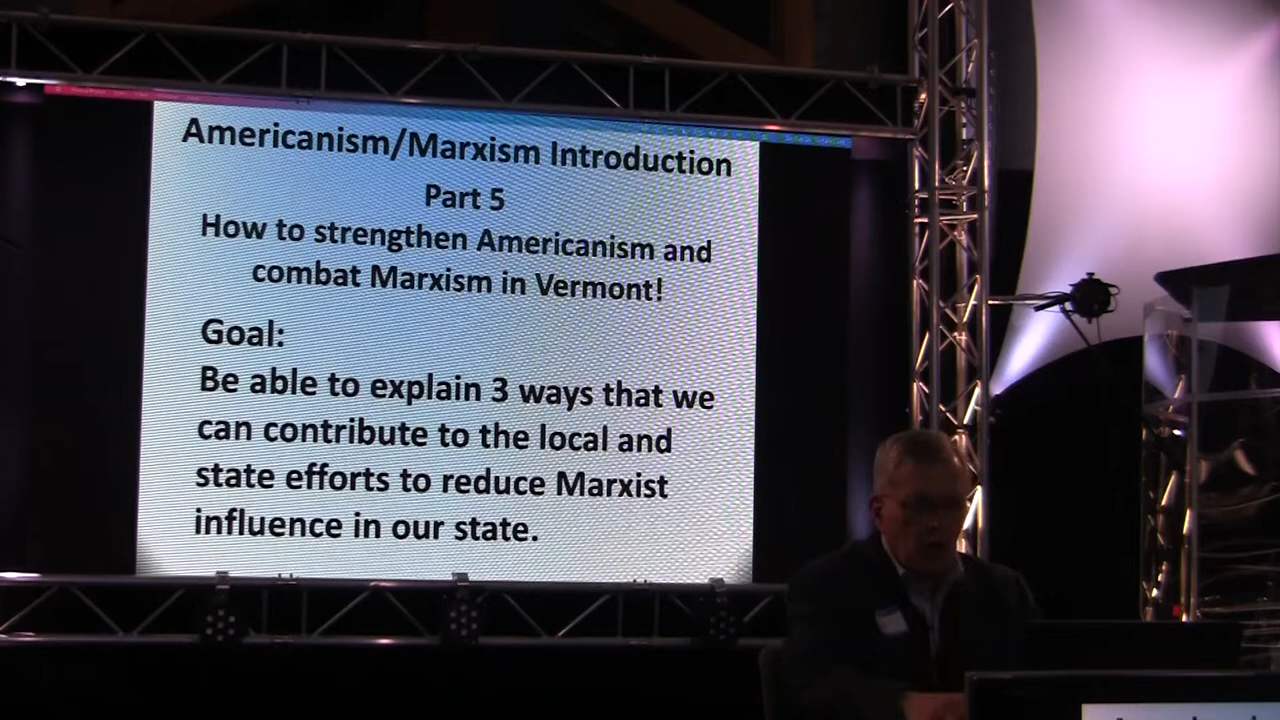 Americanism/Marxism Introduction
Part 5
How to strengthen Americanism and
combat Marxism in Vermont!
Goal:
Be able to explain 3 ways that we
can contribute to the local and
state efforts to reduce Marxist
influence in our state.